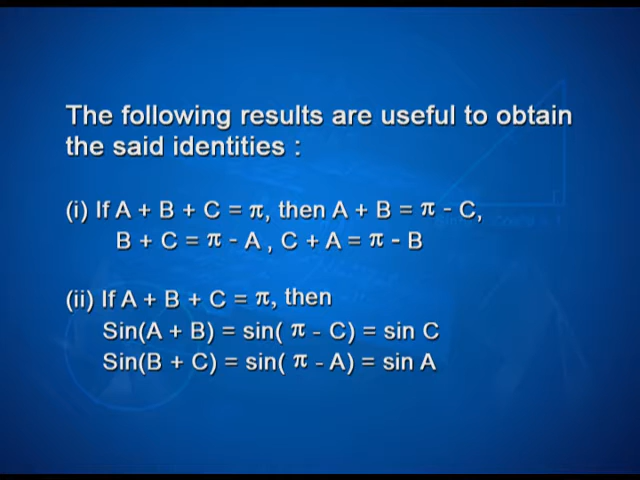 The following results are useful to obtain
the said identities :
(i) If A + B + C = π, then A + B = π - C,
B + C = π - A , C + A = π - B
(ii) If A + B + C = π, then
Sin(A + B) = sin( π - C) = sin C
Sin(B + C) = sin( π - A) = sin A